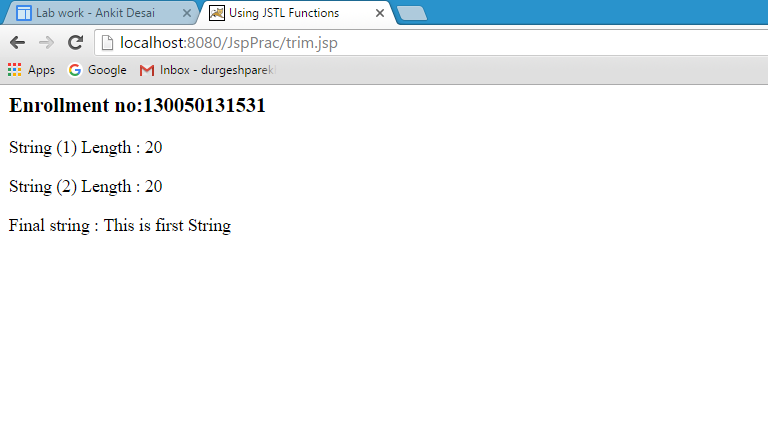 Lab work - Ankit Desai
Using JSTL Functions
localhost:8080/JspPrac/trim.jsp
Apps
Google
Inbox - durgeshparek
Enrollment no:130050131531
String (1) Length : 20
String (2) Length : 20
Final string : This is first String